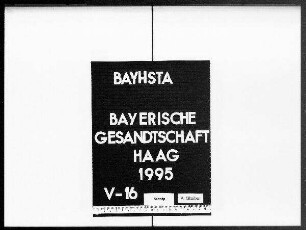 BAYHSTA
BAYERISCHE
GESANDTSCHAFT
HAAG
1995
V-16